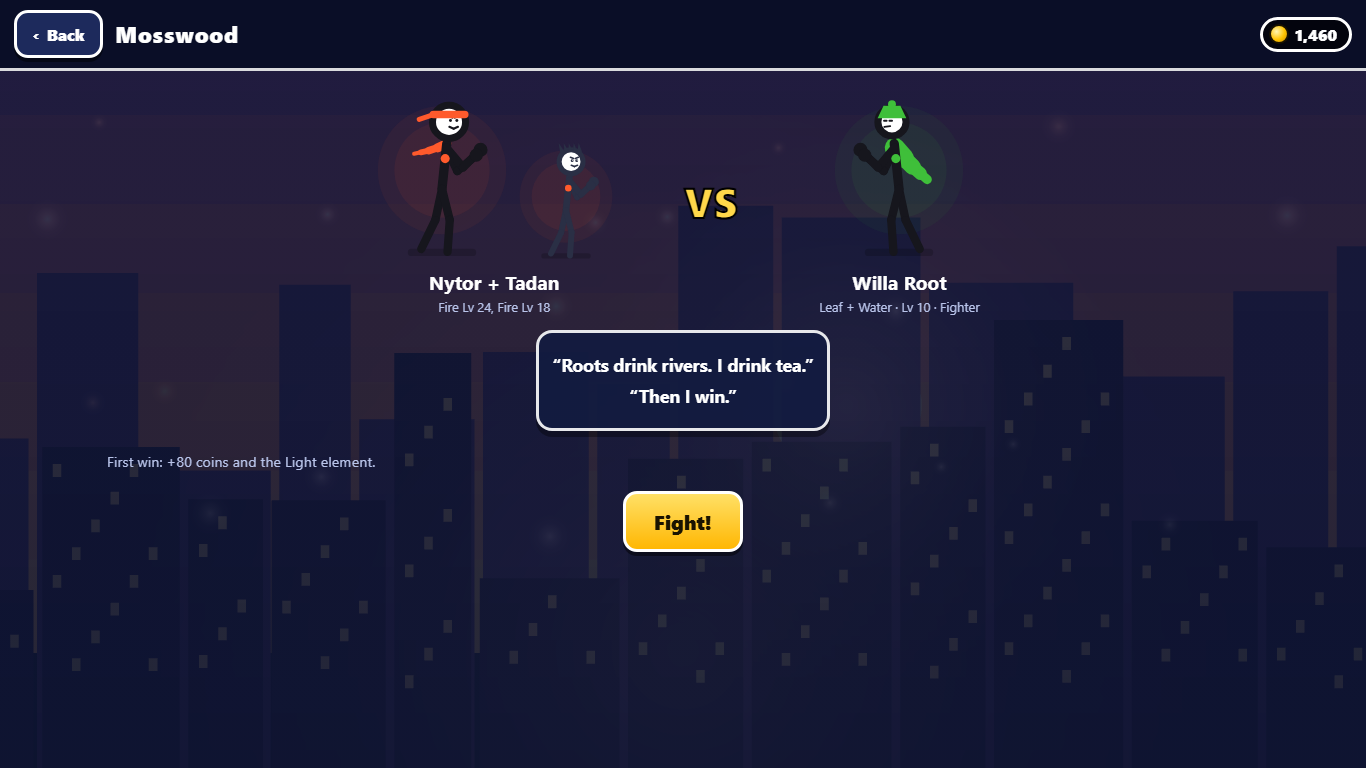 ‹ Back
Mosswood
1,460
VS
Nytor + Tadan
Fire Lv 24, Fire Lv 18
Willa Root
Leaf + Water · Lv 10 · Fighter
“Roots drink rivers. I drink tea.”
“Then I win.”
First win: +80 coins and the Light element.
Fight!